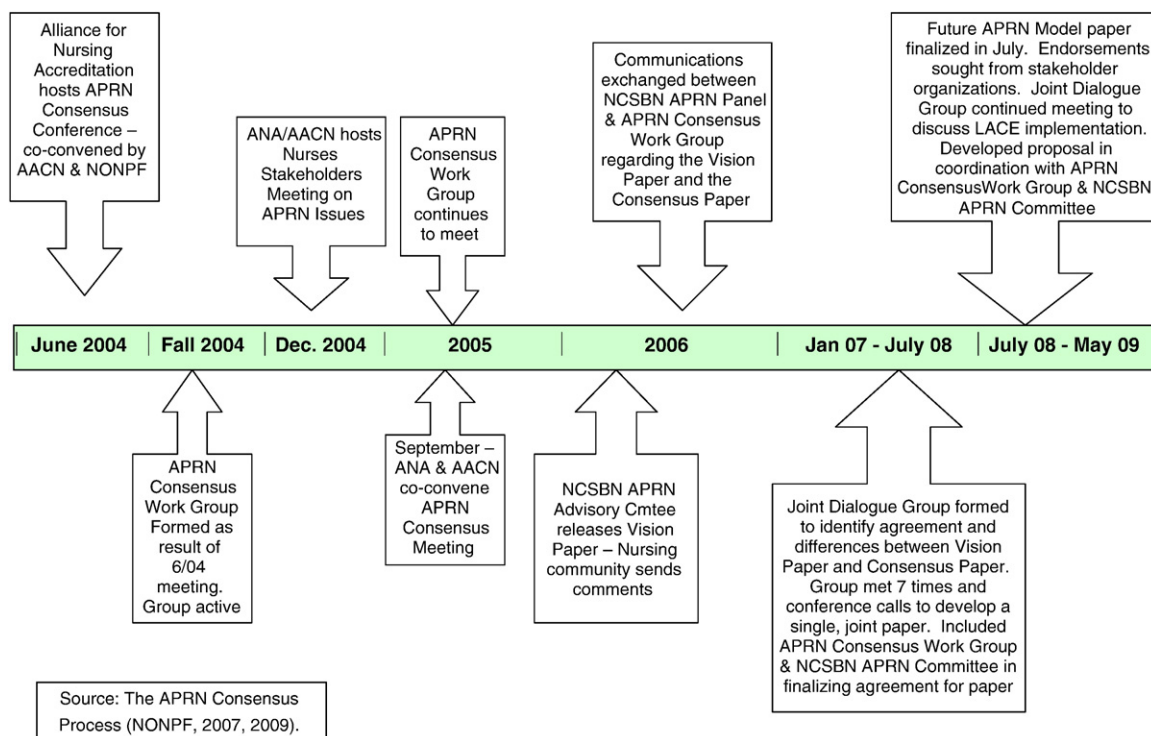 Alliance for
Nursing
Accreditation
hosts APRN
Consensus
Conference –
co-convened by
AACN & NONPF
ANA/AACN hosts
Nurses
Stakeholders
Meeting on
APRN Issues
APRN
Consensus
Work
Group
continues
to meet
Communications
exchanged between
NCSBN APRN Panel
& APRN Consensus
Work Group
regarding the Vision
Paper and the
Consensus Paper
Future APRN Model paper
finalized in July. Endorsements
sought from stakeholder
organizations. Joint Dialogue
Group continued meeting to
discuss LACE implementation.
Developed proposal in
coordination with APRN
ConsensusWork Group & NCSBN
APRN Committee
June 2004
Fall 2004
Dec. 2004
2005
2006
Jan 07 - July 08
July 08 - May 09
APRN
Consensus
Work Group
Formed as
result of
6/04
meeting.
Group active
September –
ANA & AACN
co-convene
APRN
Consensus
Meeting
NCSBN APRN
Advisory Cmtee
releases Vision
Paper – Nursing
community sends
comments
Joint Dialogue Group formed
to identify agreement and
differences between Vision
Paper and Consensus Paper.
Group met 7 times and
conference calls to develop a
single, joint paper. Included
APRN Consensus Work Group
& NCSBN APRN Committee in
finalizing agreement for paper
Source: The APRN Consensus
Process (NONPF, 2007, 2009).